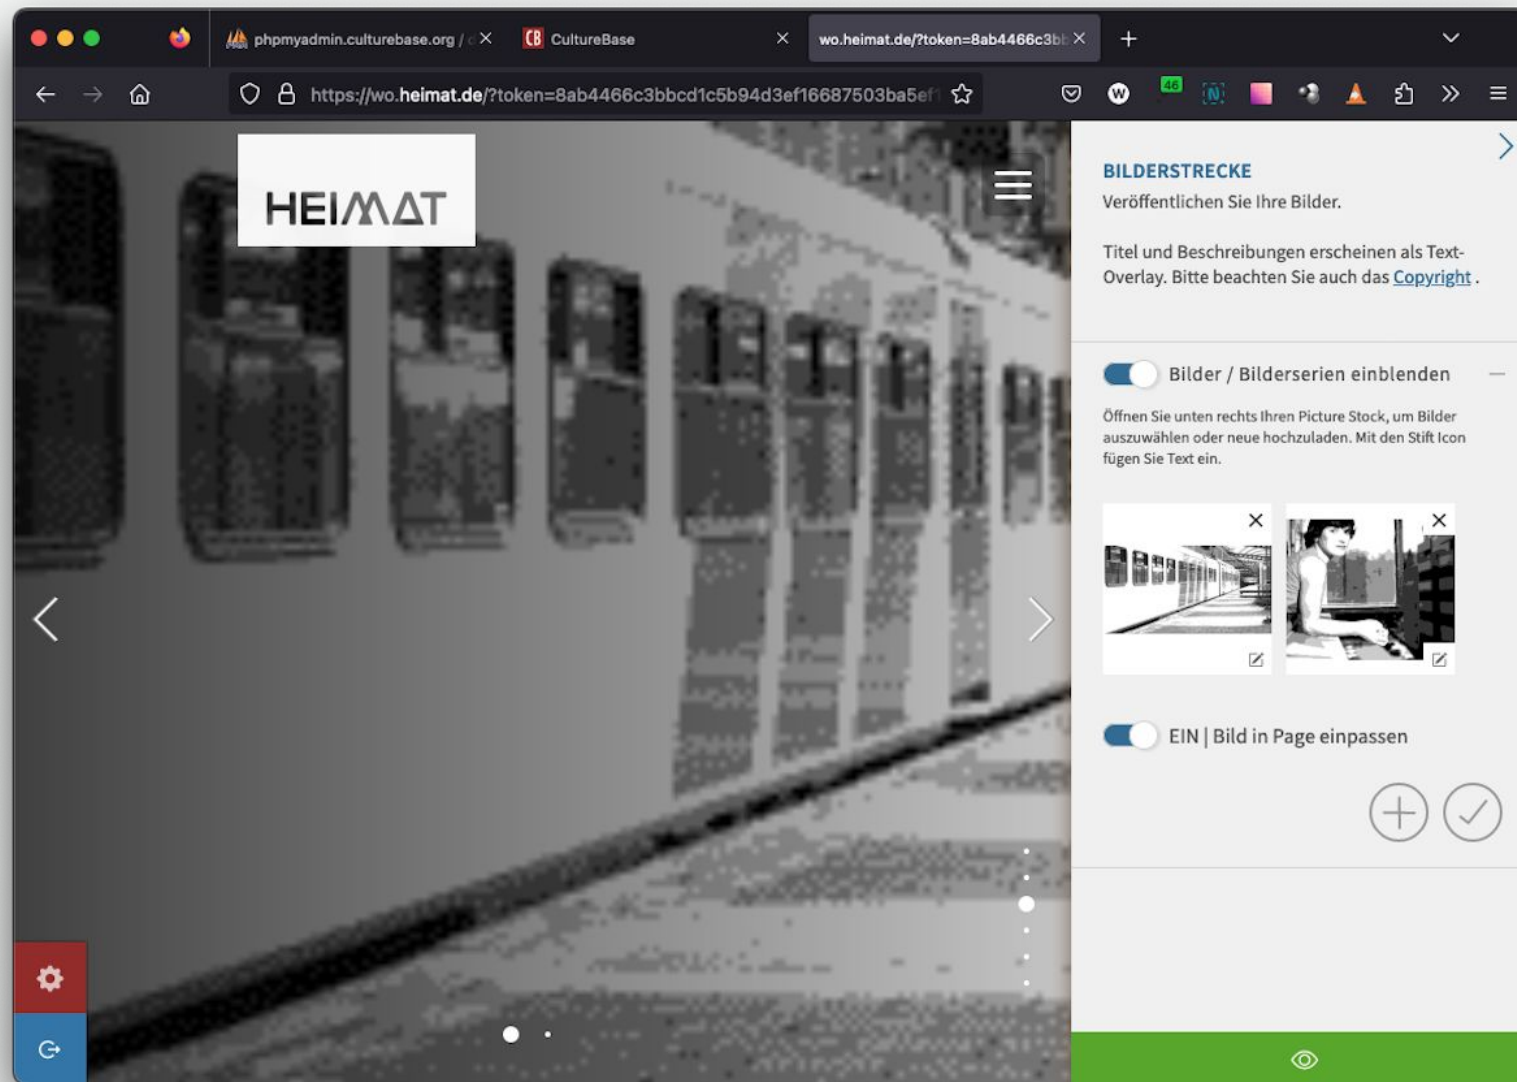 phpmyadmin.culturebase.org / d
CB CultureBase
wo.heimat.de/?token=8ab4466c3bb
https://wo.heimat.de/?token=8ab4466c3bbcd1c5b94d3ef16687503ba5ef1
W
46
N
HEIMAT
BILDERSTRECKE
Veröffentlichen Sie Ihre Bilder.
Titel und Beschreibungen erscheinen als Text-
Overlay. Bitte beachten Sie auch das Copyright .
Bilder / Bilderserien einblenden
Öffnen Sie unten rechts Ihren Picture Stock, um Bilder
auszuwählen oder neue hochzuladen. Mit den Stift Icon
fügen Sie Text ein.
EIN | Bild in Page einpassen